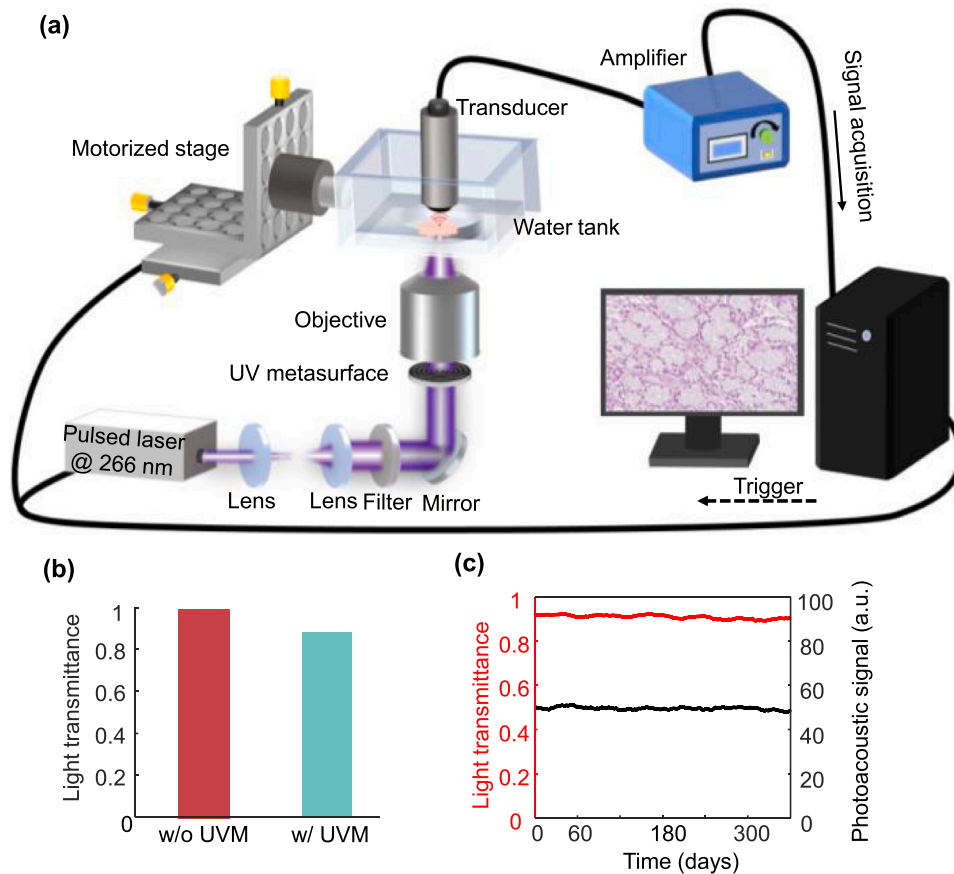 (a)
Amplifier
Signal acquisition
Transducer
Motorized stage
Water tank
Objective
UV metasurface
Pulsed laser
@ 266 nm
Lens
Lens
Filter
Mirror
Trigger
(b)
Light transmittance
1
0.8
0.6
0.4
0.2
0
w/o UVM
w/ UVM
(c)
Light transmittance
1
0.8
0.6
0.4
0.2
0
100
80
60
40
20
0
Photoacoustic signal (a.u.)
0
60
180
300
Time (days)